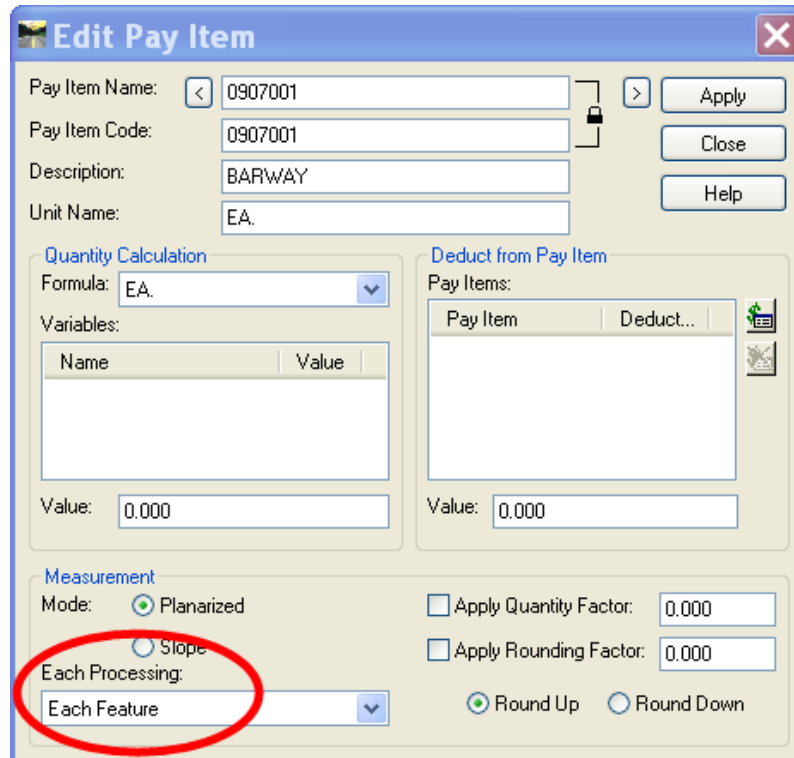 Edit Pay Item
Pay Item Name: < 0907001 > Apply
Pay Item Code: 0907001 Close
Description: BARWAY Help
Unit Name: EA.
Quantity Calculation
Formula: EA.
Variables:
Name Value
Value: 0.000
Deduct from Pay Item
Pay Items:
Pay Item Deduct...
Value: 0.000
Measurement
Mode: Planarized
Slope
Each Processing:
Each Feature
Apply Quantity Factor: 0.000
Apply Rounding Factor: 0.000
Round Up Round Down